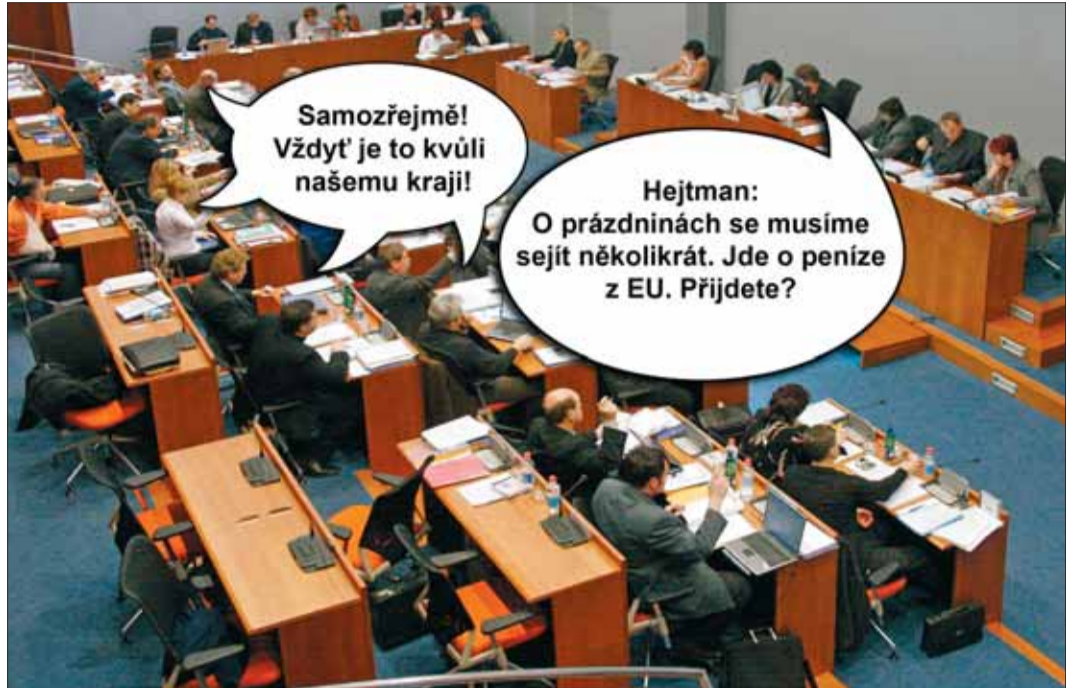 Samozřejmě!
Vždyť je to kvůli
našemu kraji!
Hejtman:
O prázdninách se musíme
sejít několikrát. Jde o peníze
z EU. Přijdete?